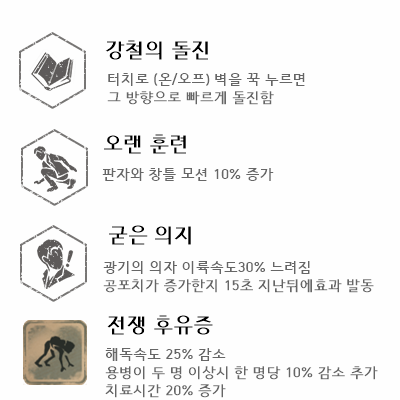 강철의 돌진
터치로 (온/오프) 벽을 꾹 누르면
그 방향으로 빠르게 돌진함
오랜 훈련
판자와 창틀 모션 10% 증가
굳은 의지
광기의 의자 이륙속도30% 느려짐
공포치가 증가한지 15초 지난뒤에효과 발동
전쟁 후유증
해독속도 25% 감소
용병이 두 명 이상시 한 명당 10% 감소 추가
치료시간 20% 증가